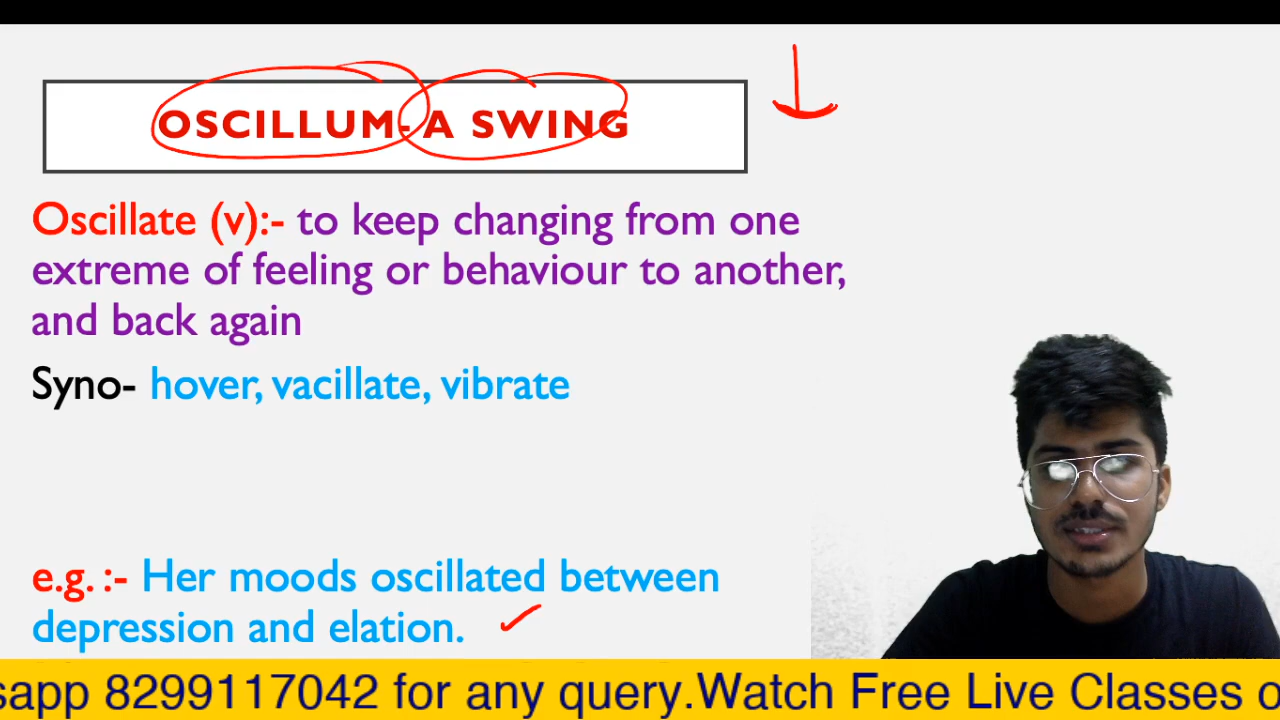 OSCILLUM- A SWING
Oscillate (v):- to keep changing from one
extreme of feeling or behaviour to another,
and back again
Syno- hover, vacillate, vibrate
e.g. :- Her moods oscillated between
depression and elation.
sapp 8299117042 for any query.Watch Free Live Classes o